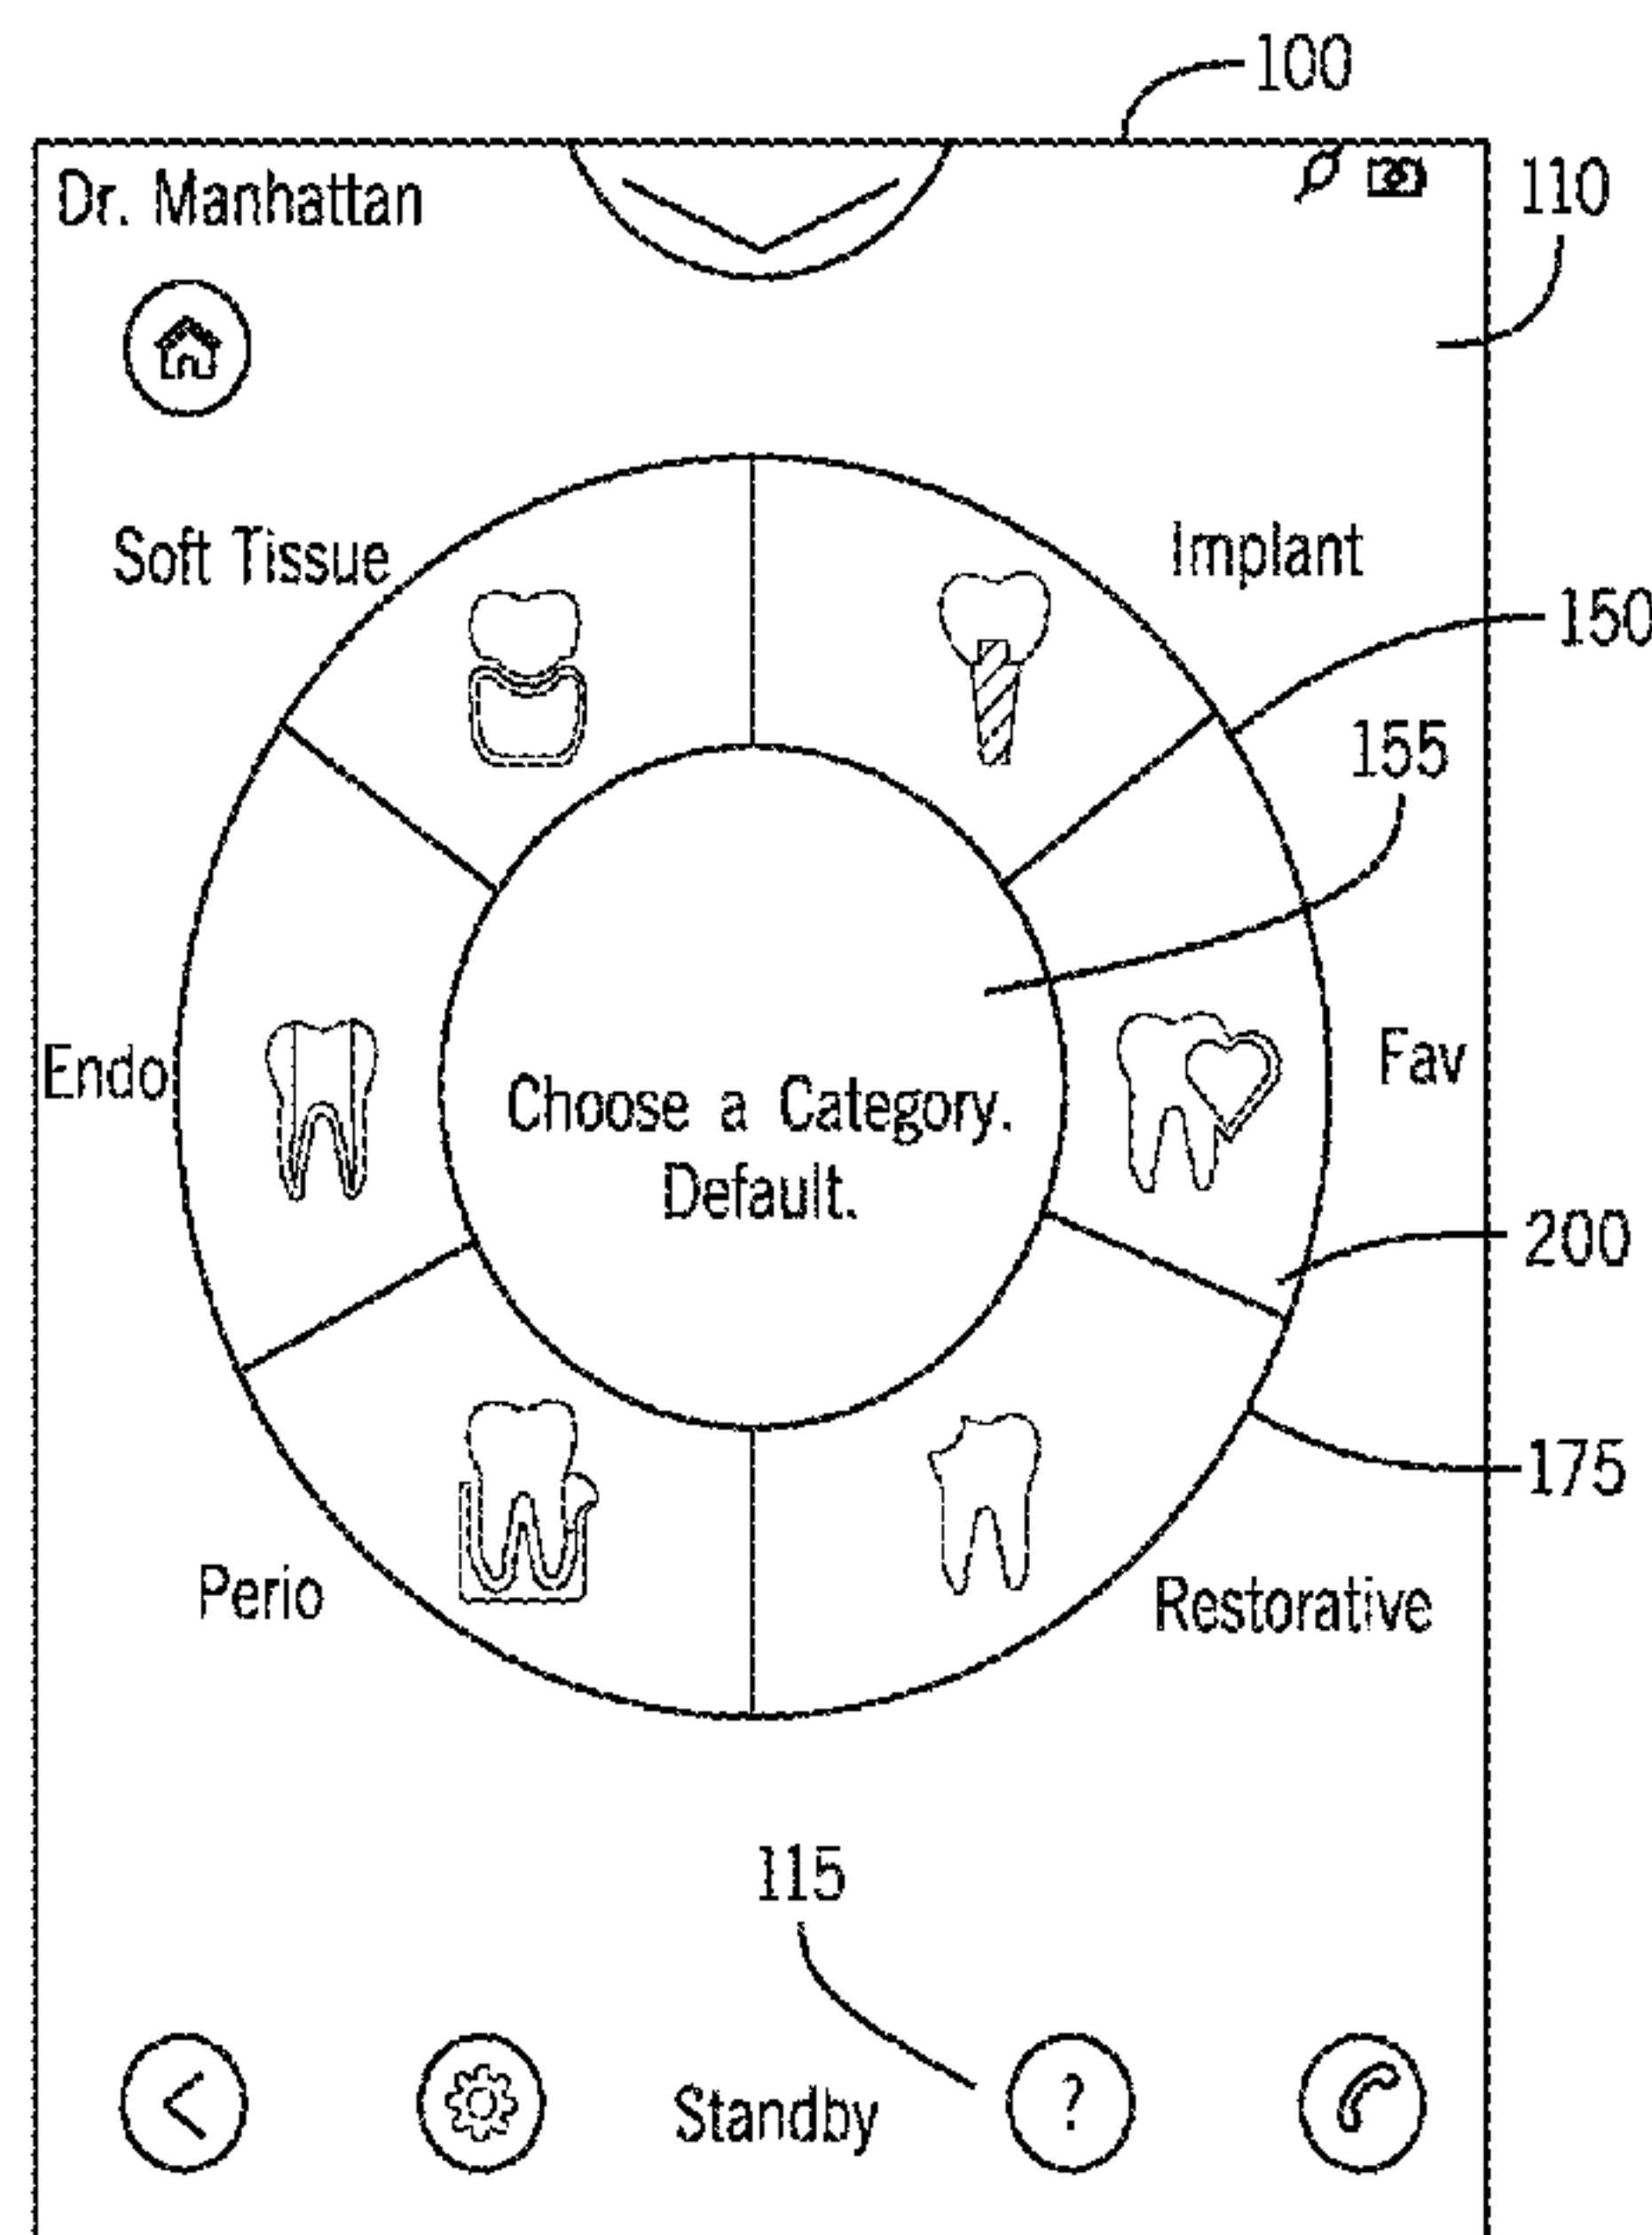 100
Dr. Manhattan
110
Soft Tissue
Implant
150
155
Endo
Fav
Choose a Category.
Default.
200
175
Perio
Restorative
115
Standby
?